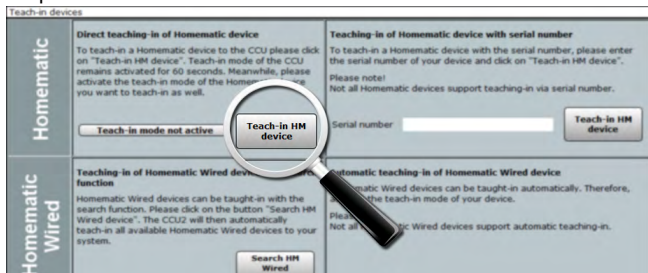 Teach-in devices
Homematic
Direct teaching-in of Homematic device
To teach-in a Homematic device to the CCU please click
on "Teach-in HM device". Teach-in mode of the CCU
remains activated for 60 seconds. Meanwhile, please
activate the teach-in mode of the
you want to teach-in as well.
Teach-in mode not active
Teach-in HM
device
Teaching-in of Homematic device with serial number
To teach-in a Homematic device with the serial number, please enter
the serial number of your device and click on "Teach-in HM device".
Please note!
Not all Homematic devices support teaching-in via serial number.
Serial number
Teach-in HM
device
Homematic
Wired
Teaching-in of Homematic Wired
function
Homematic Wired devices can be taught-in with the
search function. Please click on the button "Search HM
Wired device". The CCU2 will then automatically
teach-in all available Homematic Wired devices to your
system.
Search HM
Wired
teaching-in of Homematic Wired device
Wired devices can be taught-in automatically. Therefore,
the teach-in mode of your device.
Not all Wired devices support automatic teaching-in.